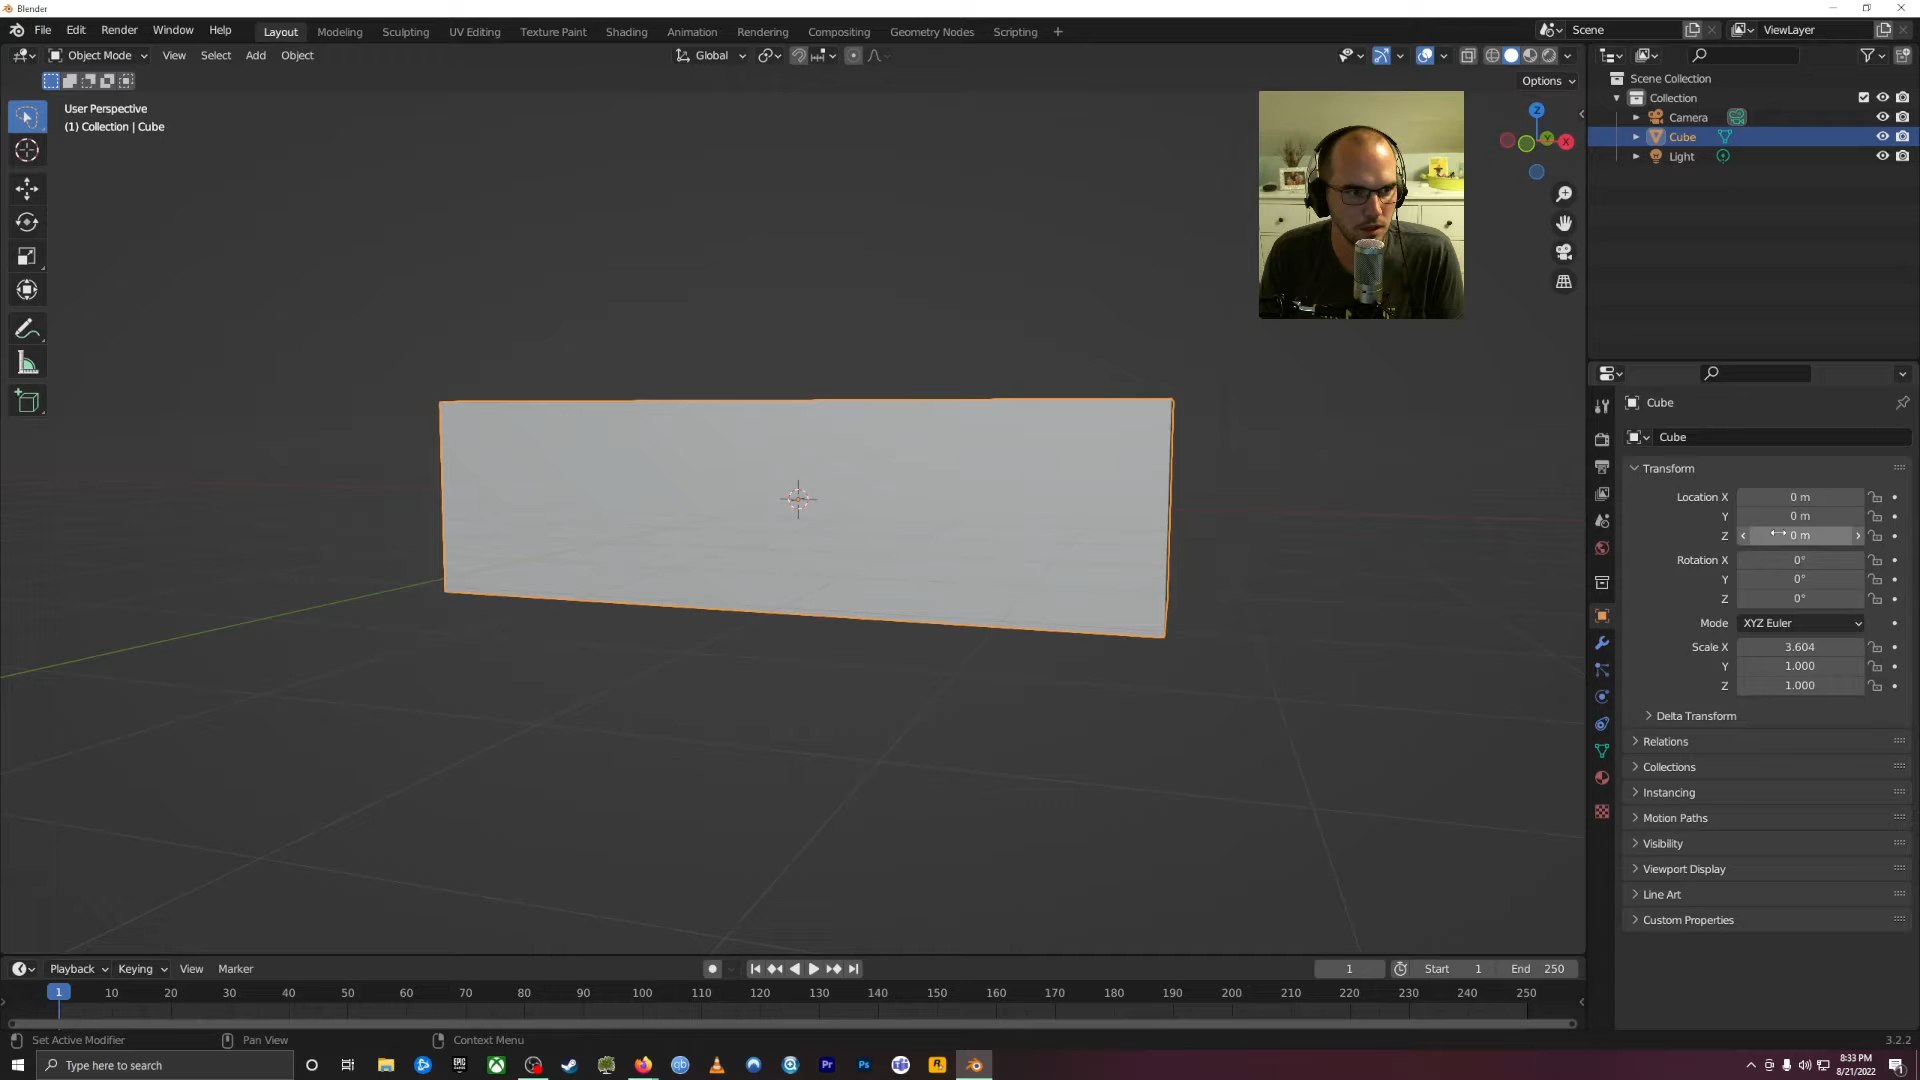 Blender
File Edit Render Window Help Layout Modeling Sculpting UV Editing Texture Paint Shading Animation Rendering Compositing Geometry Nodes Scripting + Scene ViewLayer
Object Mode View Select Add Object Global
Options
User Perspective
(1) Collection | Cube
Z
Y
X
Scene Collection
Collection
Camera
Cube
Light
Cube
Cube
Transform
Location X 0 m
Y 0 m
Z 0 m
Rotation X 0°
Y 0°
Z 0°
Mode XYZ Euler
Scale X 3.604
Y 1.000
Z 1.000
Delta Transform
Relations
Collections
Instancing
Motion Paths
Visibility
Viewport Display
Line Art
Custom Properties
Playback Keying View Marker 1 Start 1 End 250
1 10 20 30 40 50 60 70 80 90 100 110 120 130 140 150 160 170 180 190 200 210 220 230 240 250
Set Active Modifier Pan View Context Menu 3.2.2
Type here to search
EPIC
qb
Pr
Ps
R
8:33 PM
8/21/2022
1